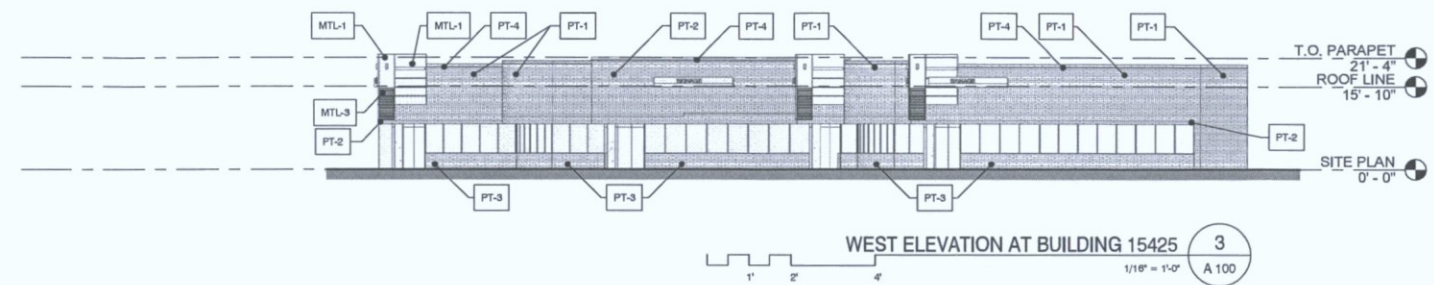 MTL-1 MTL-1 PT-4 PT-1 PT-2 PT-4 PT-1 PT-4 PT-1 PT-1
T.O. PARAPET
21' - 4"
SIGNAGE SIGNAGE
ROOF LINE
15' - 10"
MTL-3
PT-2 PT-2
SITE PLAN
0' - 0"
PT-3 PT-3 PT-3
WEST ELEVATION AT BUILDING 15425 3
1' 2' 4' 1/16" = 1'-0" A 100